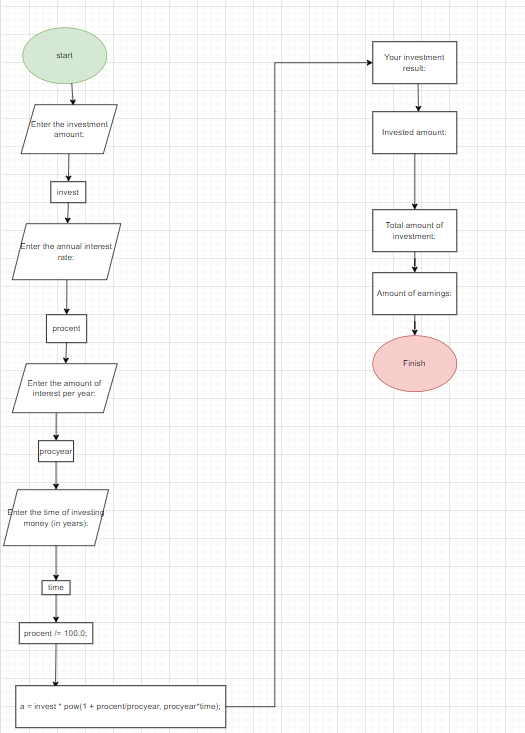 start
Enter the investment
amount:
invest
Enter the annual interest
rate:
procent
Enter the amount of
interest per year:
procyear
Enter the time of investing
money (in years):
time
procent /= 100.0;
a = invest * pow(1 + procent/procyear, procyear*time);
Your investment
result:
Invested amount:
Total amount of
investment:
Amount of earnings:
Finish